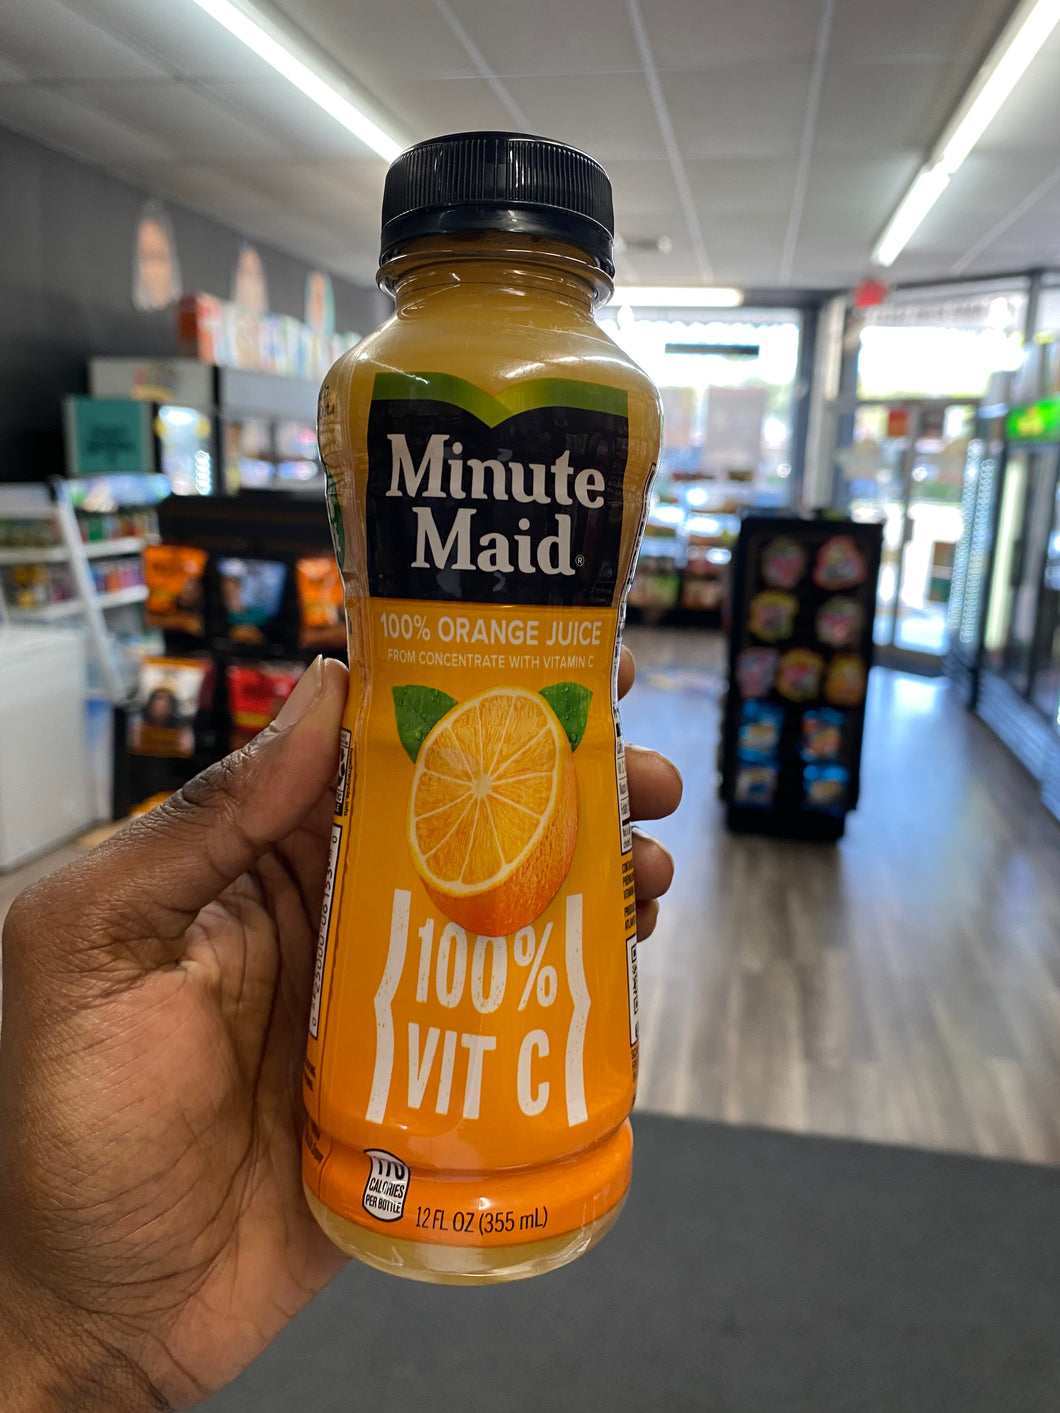 Minute
Maid®
100% ORANGE JUICE
FROM CONCENTRATE WITH VITAMIN C
100%
VIT C
170
CALORIES
PER BOTTLE
12 FL OZ (355 mL)